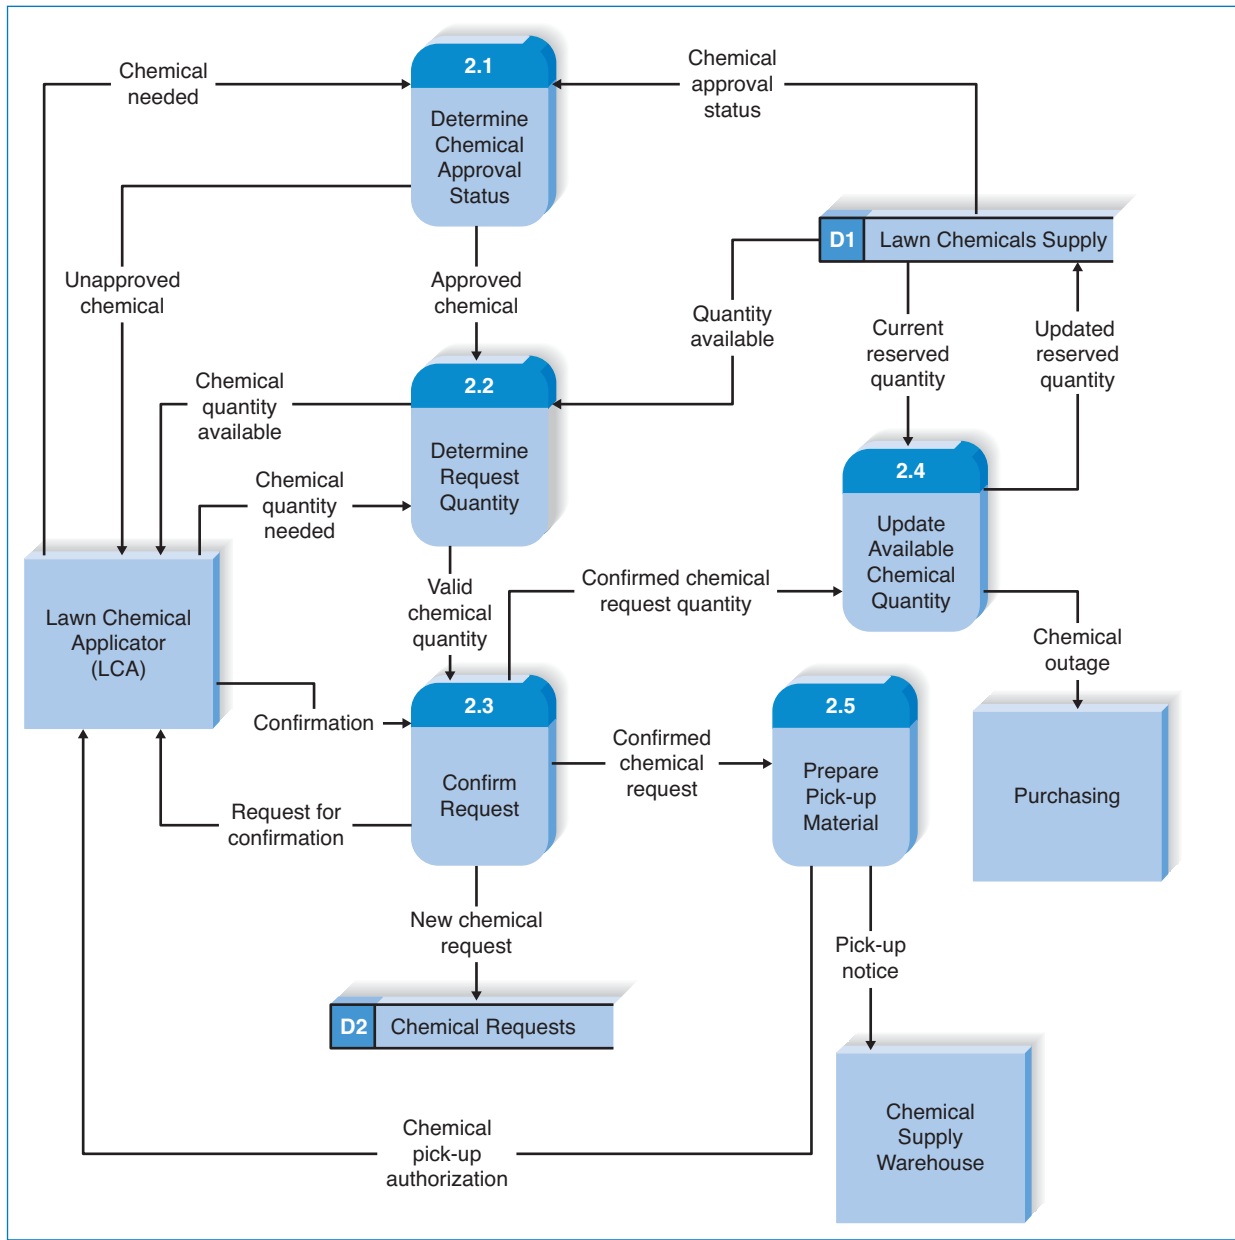 Chemical
needed
2.1
Determine
Chemical
Approval
Status
Chemical
approval
status
D1 Lawn Chemicals Supply
Unapproved
chemical
Approved
chemical
Quantity
available
Current
reserved
quantity
Updated
reserved
quantity
Chemical
quantity
available
2.2
Determine
Request
Quantity
Chemical
quantity
needed
2.4
Update
Available
Chemical
Quantity
Lawn Chemical
Applicator
(LCA)
Valid
chemical
quantity
Confirmed chemical
request quantity
Chemical
outage
Confirmation
2.3
Confirm
Request
Confirmed
chemical
request
2.5
Prepare
Pick-up
Material
Purchasing
Request for
confirmation
New chemical
request
Pick-up
notice
D2 Chemical Requests
Chemical
pick-up
authorization
Chemical
Supply
Warehouse